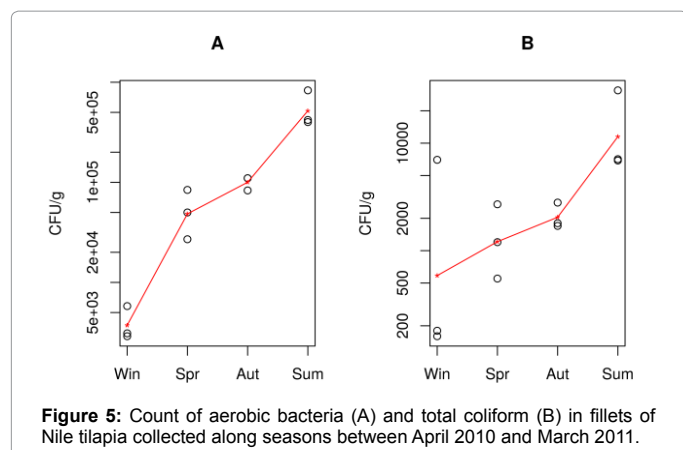 A
B
CFU/g
5e+03
2e+04
1e+05
5e+05
Win Spr Aut Sum
CFU/g
200
500
2000
10000
Win Spr Aut Sum
Figure 5: Count of aerobic bacteria (A) and total coliform (B) in fillets of
Nile tilapia collected along seasons between April 2010 and March 2011.